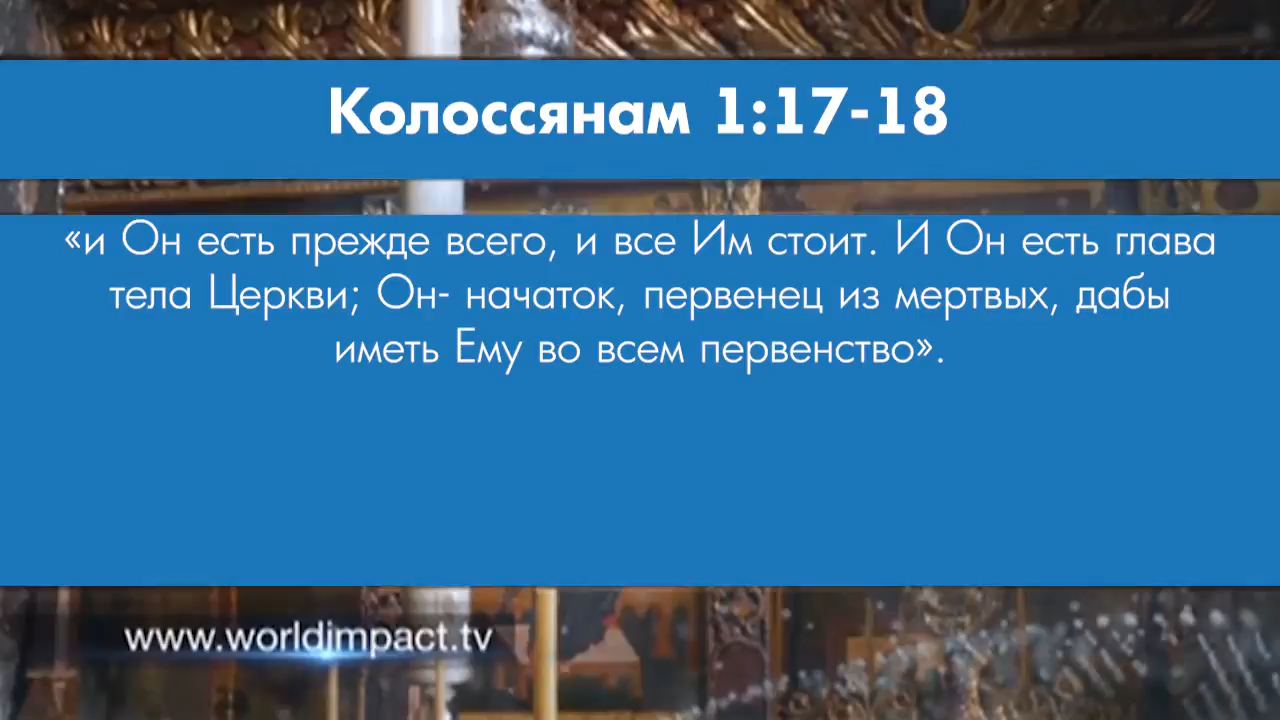 Колоссянам 1:17-18
«и Он есть прежде всего, и все Им стоит. И Он есть глава
тела Церкви; Он- начаток, первенец из мертвых, дабы
иметь Ему во всем первенство».
www.worldimpact.tv